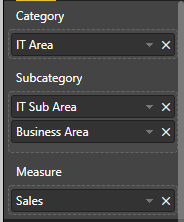 Category
IT Area
Subcategory
IT Sub Area
Business Area
Measure
Sales